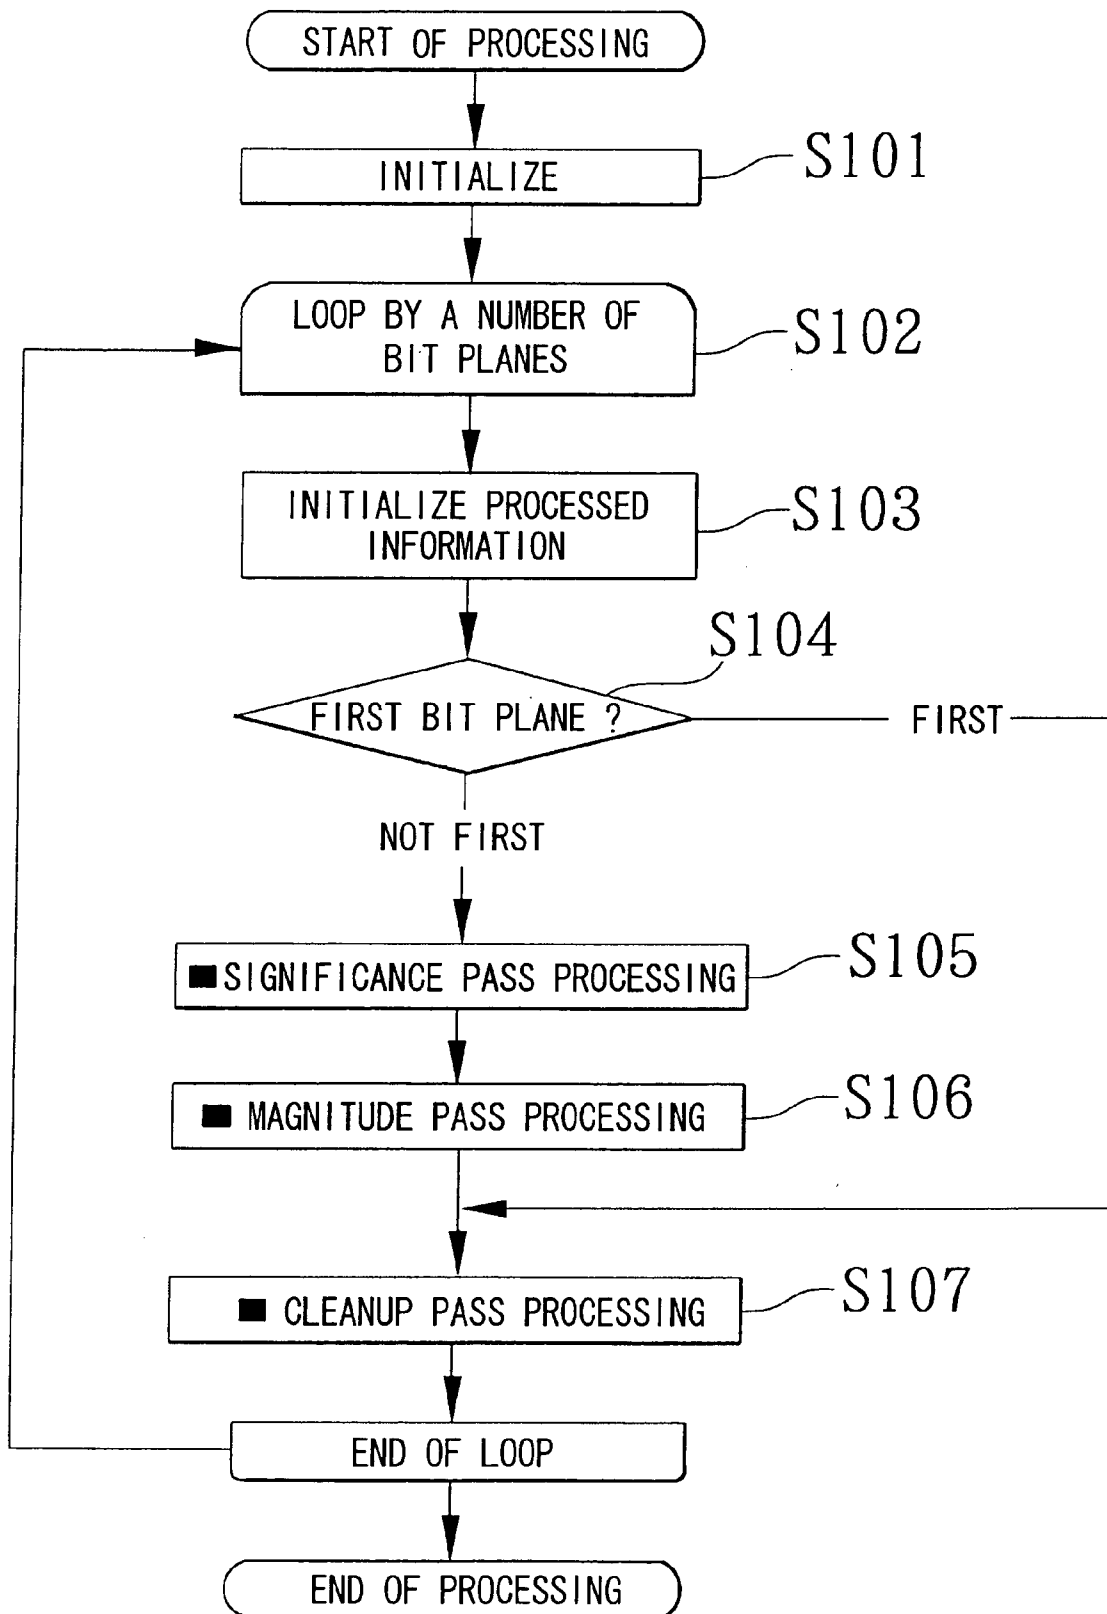 START OF PROCESSING
INITIALIZE
S101
LOOP BY A NUMBER OF
BIT PLANES
S102
INITIALIZE PROCESSED
INFORMATION
S103
S104
FIRST BIT PLANE ?
FIRST
NOT FIRST
■ SIGNIFICANCE PASS PROCESSING
S105
■ MAGNITUDE PASS PROCESSING
S106
■ CLEANUP PASS PROCESSING
S107
END OF LOOP
END OF PROCESSING